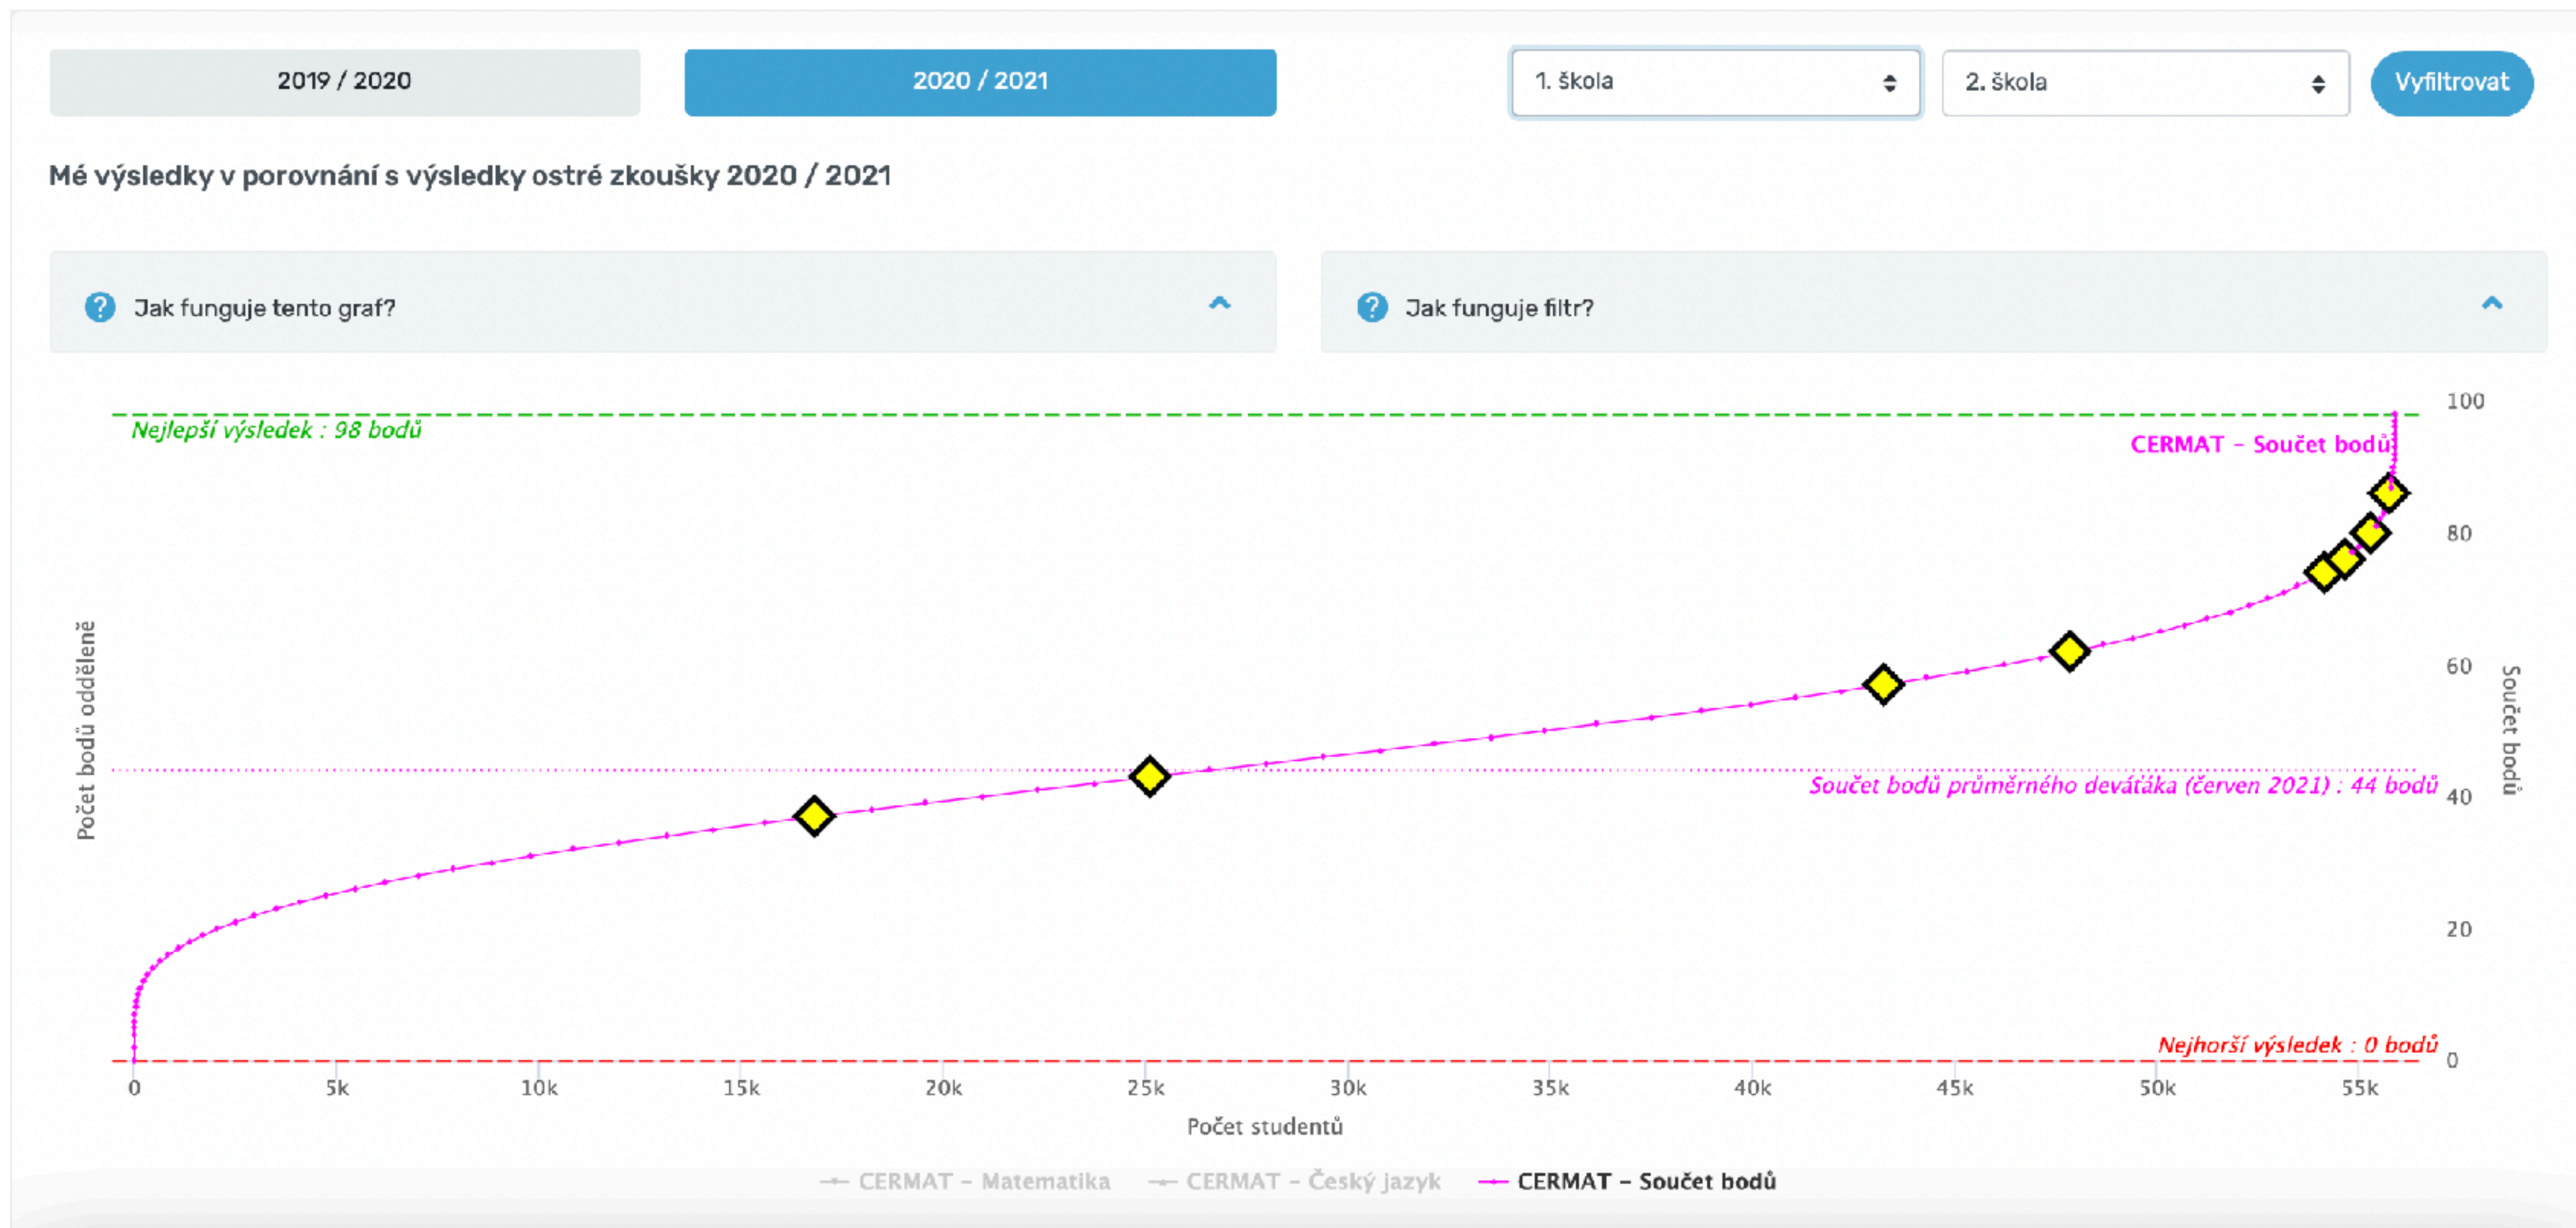 2019 / 2020
2020 / 2021
1. škola
2. škola
Vyfiltrovat
Mé výsledky v porovnání s výsledky ostré zkoušky 2020 / 2021
? Jak funguje tento graf?
? Jak funguje filtr?
100
Nejlepší výsledek : 98 bodů
CERMAT – Součet bodů
80
60
Počet bodů odděleně
Součet bodů
Součet bodů průměrného deváťáka (červen 2021) : 44 bodů
40
20
Nejhorší výsledek : 0 bodů
0
0 5k 10k 15k 20k 25k 30k 35k 40k 45k 50k 55k
Počet studentů
CERMAT – Matematika CERMAT – Český jazyk CERMAT – Součet bodů